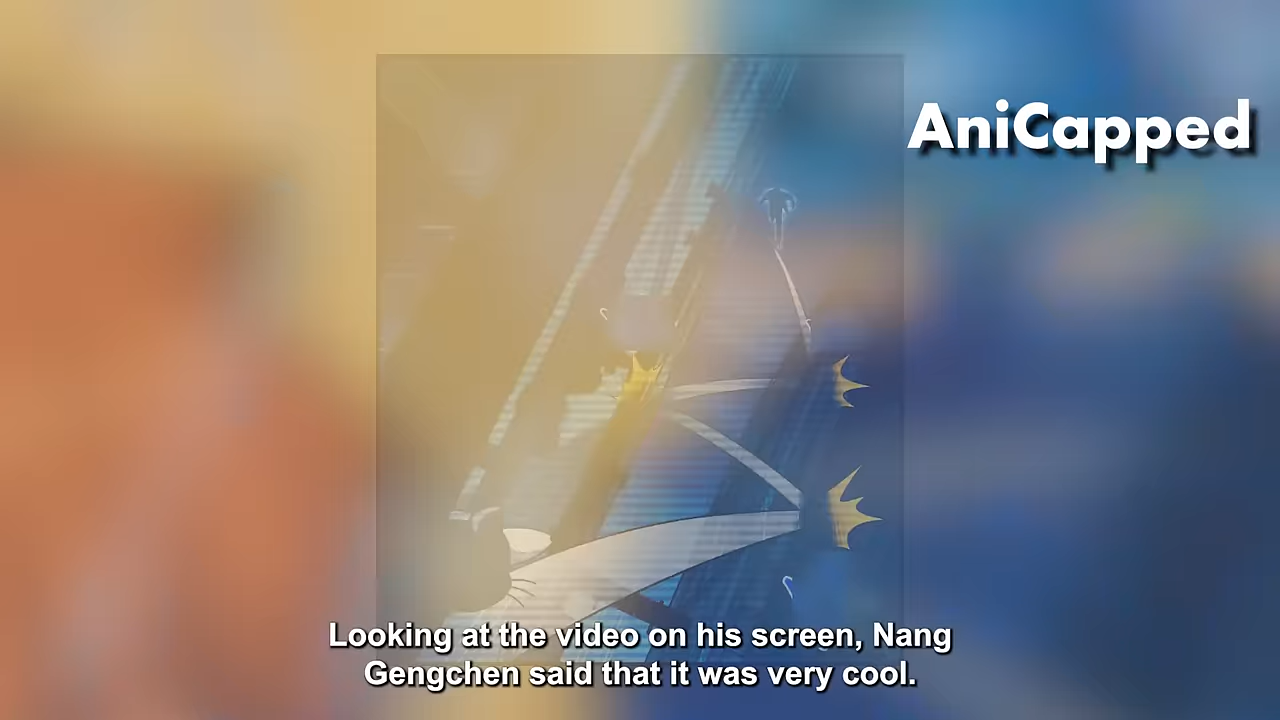 AniCapped
Looking at the video on his screen, Nang
Gengchen said that it was very cool.